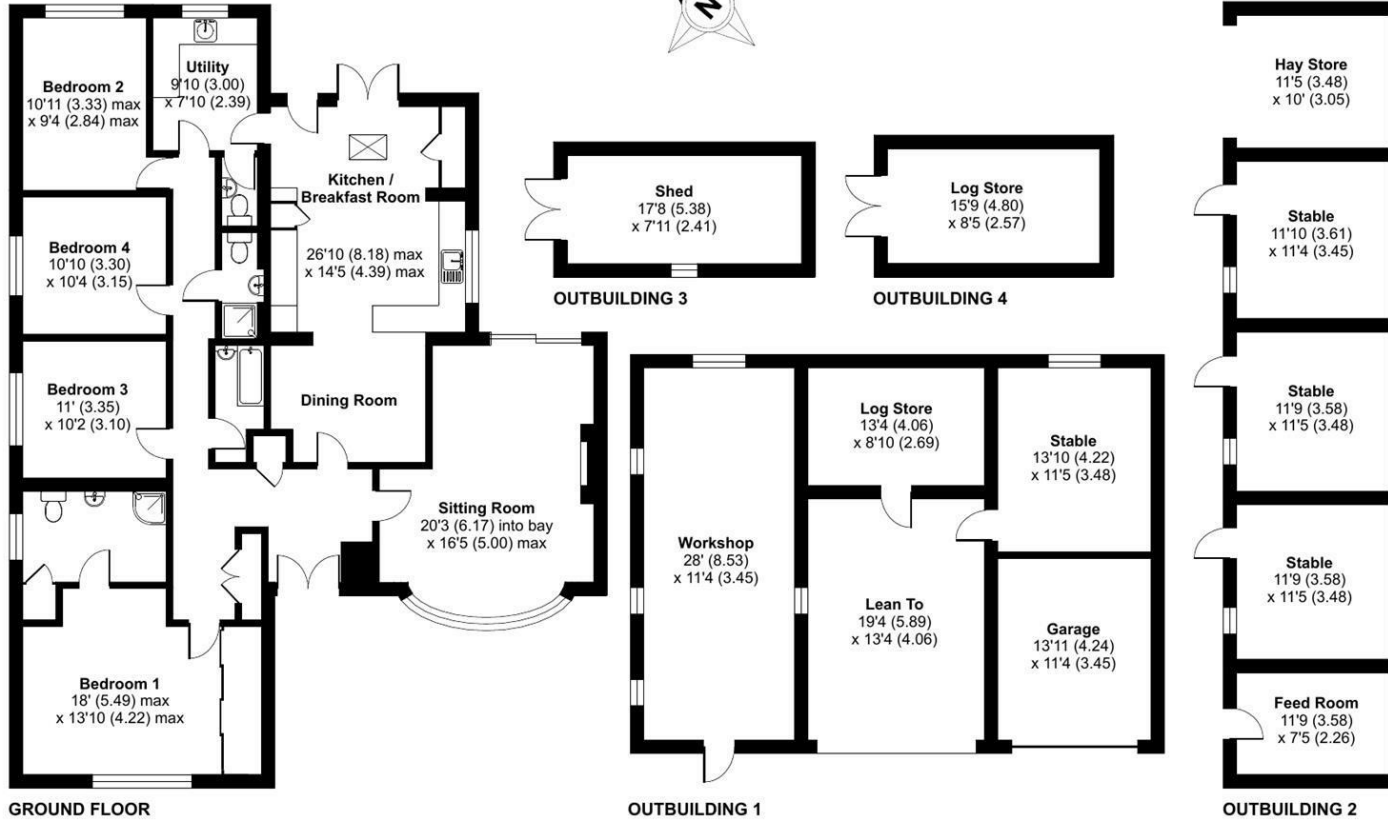 N
Bedroom 2
10'11 (3.33) max
x 9'4 (2.84) max
Utility
9'10 (3.00)
x 7'10 (2.39)
Kitchen /
Breakfast Room
26'10 (8.18) max
x 14'5 (4.39) max
Bedroom 4
10'10 (3.30)
x 10'4 (3.15)
Bedroom 3
11' (3.35)
x 10'2 (3.10)
Dining Room
Sitting Room
20'3 (6.17) into bay
x 16'5 (5.00) max
Bedroom 1
18' (5.49) max
x 13'10 (4.22) max
GROUND FLOOR
Shed
17'8 (5.38)
x 7'11 (2.41)
OUTBUILDING 3
Log Store
15'9 (4.80)
x 8'5 (2.57)
OUTBUILDING 4
Workshop
28' (8.53)
x 11'4 (3.45)
Log Store
13'4 (4.06)
x 8'10 (2.69)
Stable
13'10 (4.22)
x 11'5 (3.48)
Lean To
19'4 (5.89)
x 13'4 (4.06)
Garage
13'11 (4.24)
x 11'4 (3.45)
OUTBUILDING 1
Hay Store
11'5 (3.48)
x 10' (3.05)
Stable
11'10 (3.61)
x 11'4 (3.45)
Stable
11'9 (3.58)
x 11'5 (3.48)
Stable
11'9 (3.58)
x 11'5 (3.48)
Feed Room
11'9 (3.58)
x 7'5 (2.26)
OUTBUILDING 2